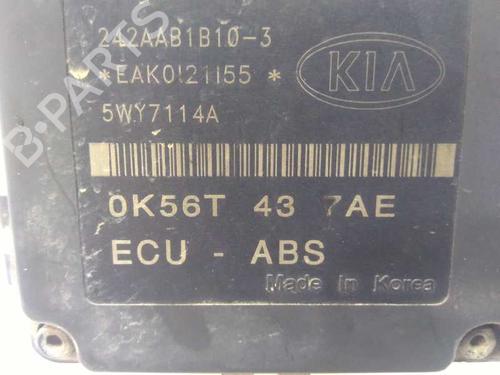 242AAB1B10-3
*EAK0121155 *
KIA
5WY7114A
0K56T 43 7AE
ECU - ABS
Made In Korea
B-PARTS